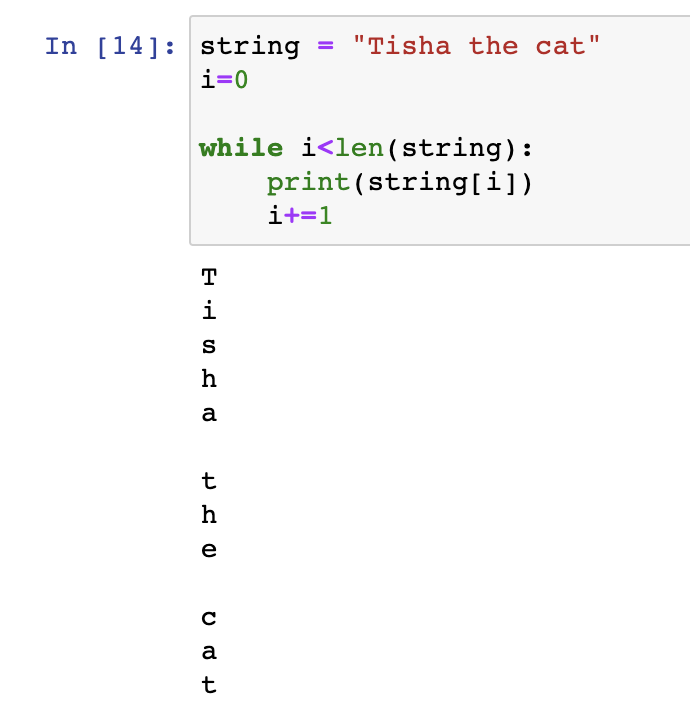 In [14]: string = "Tisha the cat"
i=0
while i<len(string):
    print(string[i])
    i+=1
T
i
s
h
a
t
h
e
c
a
t